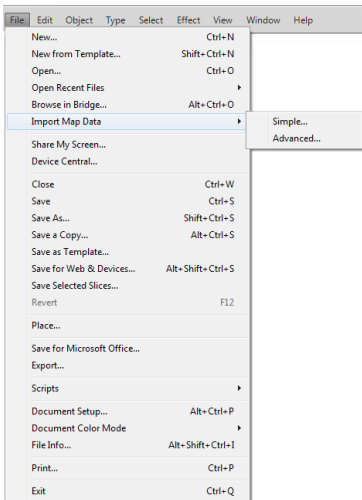 File Edit Object Type Select Effect View Window Help
New... Ctrl+N
New from Template... Shift+Ctrl+N
Open... Ctrl+O
Open Recent Files
Browse in Bridge... Alt+Ctrl+O
Import Map Data
Simple...
Advanced...
Share My Screen...
Device Central...
Close Ctrl+W
Save Ctrl+S
Save As... Shift+Ctrl+S
Save a Copy... Alt+Ctrl+S
Save as Template...
Save for Web & Devices... Alt+Shift+Ctrl+S
Save Selected Slices...
Revert F12
Place...
Save for Microsoft Office...
Export...
Scripts
Document Setup... Alt+Ctrl+P
Document Color Mode
File Info... Alt+Shift+Ctrl+I
Print... Ctrl+P
Exit Ctrl+Q